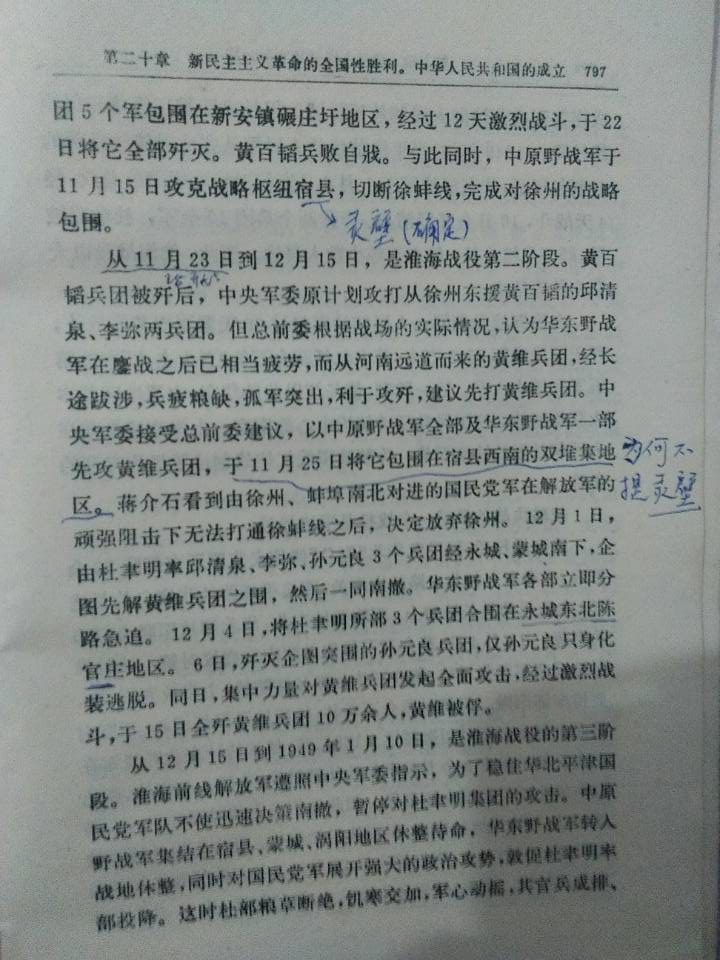 第二十章 新民主主义革命的全国性胜利。中华人民共和国的成立 797
团5个军包围在新安镇碾庄圩地区，经过12天激烈战斗，于22
日将它全部歼灭。黄百韬兵败自戕。与此同时，中原野战军于
11月15日攻克战略枢纽宿县，切断徐蚌线，完成对徐州的战略
包围。
灵壁(确定)
从11月23日到12月15日，是淮海战役第二阶段。黄百
韬兵团被歼后，中央军委原计划攻打从徐州东援黄百韬的邱清
泉、李弥两兵团。但总前委根据战场的实际情况，认为华东野战
军在鏖战之后已相当疲劳，而从河南远道而来的黄维兵团，经长
途跋涉，兵疲粮缺，孤军突出，利于攻歼，建议先打黄维兵团。中
央军委接受总前委建议，以中原野战军全部及华东野战军一部
先攻黄维兵团，于11月25日将它包围在宿县西南的双堆集地
区。蒋介石看到由徐州、蚌埠南北对进的国民党军在解放军的
为何不
提灵壁
顽强阻击下无法打通徐蚌线之后，决定放弃徐州。12月1日，
由杜聿明率邱清泉、李弥、孙元良3个兵团经永城、蒙城南下，企
图先解黄维兵团之围，然后一同南撤。华东野战军各部立即分
路急追。12月4日，将杜聿明所部3个兵团合围在永城东北陈
官庄地区。6日，歼灭企图突围的孙元良兵团，仅孙元良只身化
装逃脱。同日，集中力量对黄维兵团发起全面攻击，经过激烈战
斗，于15日全歼黄维兵团10万余人，黄维被俘。
从12月15日到1949年1月10日，是淮海战役的第三阶
段。淮海前线解放军遵照中央军委指示，为了稳住华北平津国
民党军队不使迅速决策南撤，暂停对杜聿明集团的攻击。中原
野战军集结在宿县、蒙城、涡阳地区休整待命，华东野战军转入
战地休整，同时对国民党军展开强大的政治攻势，敦促杜聿明率
部投降。这时杜部粮草断绝，饥寒交加，军心动摇，其官兵成排、